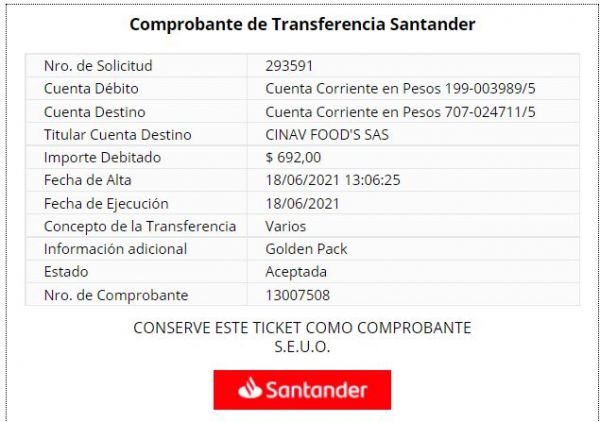 Comprobante de Transferencia Santander
Nro. de Solicitud 293591
Cuenta Débito Cuenta Corriente en Pesos 199-003989/5
Cuenta Destino Cuenta Corriente en Pesos 707-024711/5
Titular Cuenta Destino CINAV FOOD'S SAS
Importe Debitado $ 692,00
Fecha de Alta 18/06/2021 13:06:25
Fecha de Ejecución 18/06/2021
Concepto de la Transferencia Varios
Información adicional Golden Pack
Estado Aceptada
Nro. de Comprobante 13007508
CONSERVE ESTE TICKET COMO COMPROBANTE
S.E.U.O.
Santander